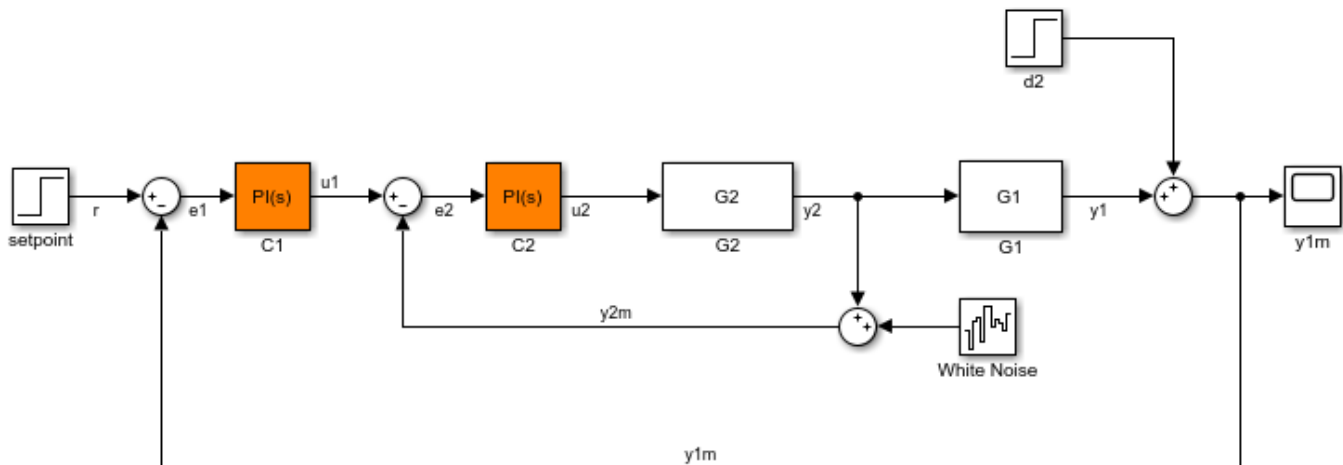 d2
PI(s)
u1
PI(s)
G2
G1
r
e1
e2
u2
y2
y1
setpoint
C1
C2
G2
G1
y1m
y2m
White Noise
y1m